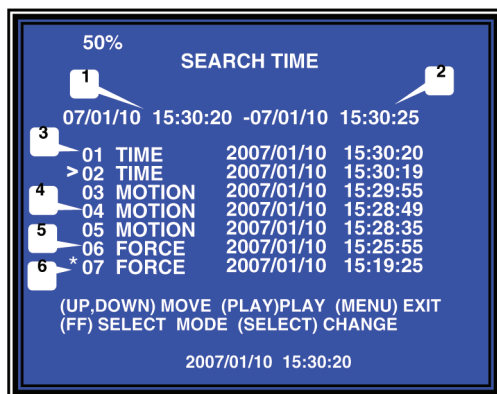 50%
SEARCH TIME
1
2
07/01/10 15:30:20 -07/01/10 15:30:25
3
01 TIME 2007/01/10 15:30:20
>02 TIME 2007/01/10 15:30:19
03 MOTION 2007/01/10 15:29:55
4
04 MOTION 2007/01/10 15:28:49
05 MOTION 2007/01/10 15:28:35
5
06 FORCE 2007/01/10 15:25:55
6
*07 FORCE 2007/01/10 15:19:25
(UP,DOWN) MOVE (PLAY)PLAY (MENU) EXIT
(FF) SELECT MODE (SELECT) CHANGE
2007/01/10 15:30:20